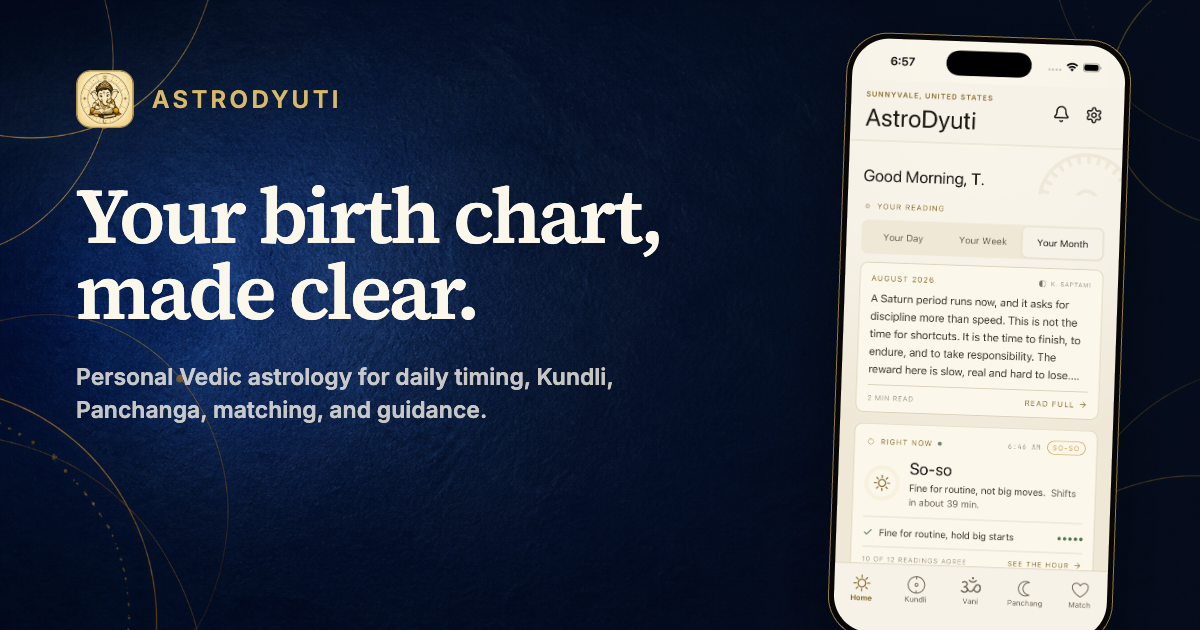 ASTRODYUTI
Your birth chart,
made clear.
Personal Vedic astrology for daily timing, Kundli,
Panchanga, matching, and guidance.
6:57
SUNNYVALE, UNITED STATES
AstroDyuti
Good Morning, T.
YOUR READING
Your Day
Your Week
Your Month
AUGUST 2026
K. SAPTAMI
A Saturn period runs now, and it asks for
discipline more than speed. This is not the
time for shortcuts. It is the time to finish, to
endure, and to take responsibility. The
reward here is slow, real and hard to lose....
2 MIN READ
READ FULL →
RIGHT NOW
6:46 AM
SO-SO
So-so
Fine for routine, not big moves. Shifts
in about 39 min.
Fine for routine, hold big starts
10 OF 12 READINGS AGREE
SEE THE HOUR →
Home
Kundli
Vani
Panchang
Match